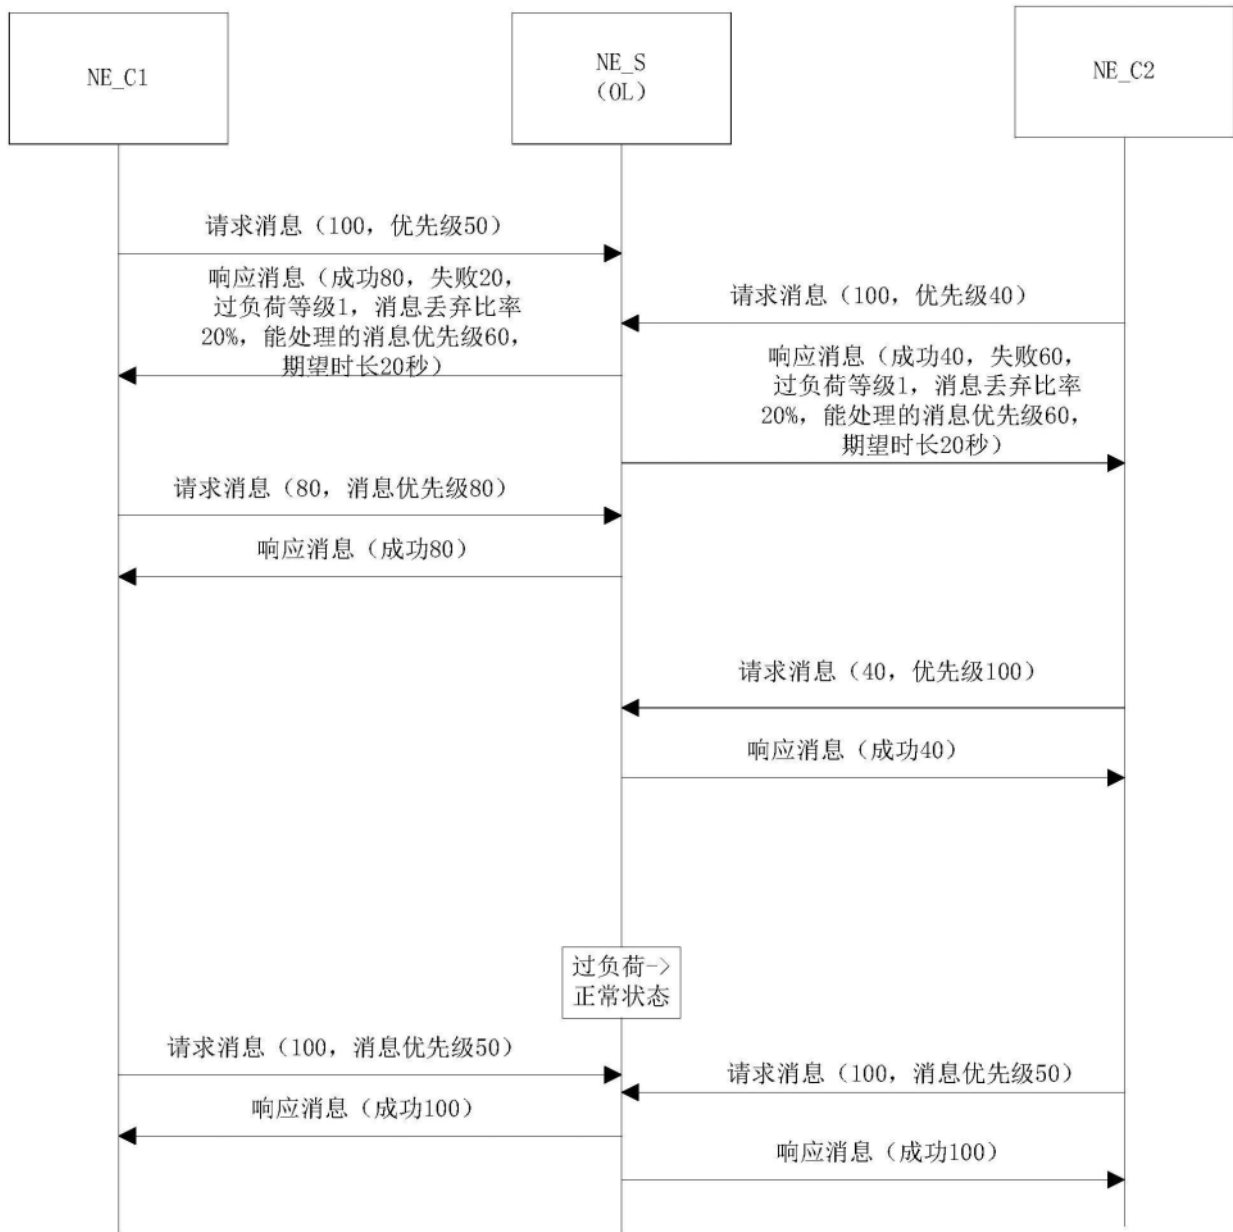 NE_C1
NE_S
(OL)
NE_C2
请求消息（100，优先级50）
响应消息（成功80，失败20，
过负荷等级1，消息丢弃比率
20%，能处理的消息优先级60，
期望时长20秒）
请求消息（100，优先级40）
响应消息（成功40，失败60，
过负荷等级1，消息丢弃比率
20%，能处理的消息优先级60，
期望时长20秒）
请求消息（80，消息优先级80）
响应消息（成功80）
请求消息（40，优先级100）
响应消息（成功40）
过负荷->
正常状态
请求消息（100，消息优先级50）
请求消息（100，消息优先级50）
响应消息（成功100）
响应消息（成功100）